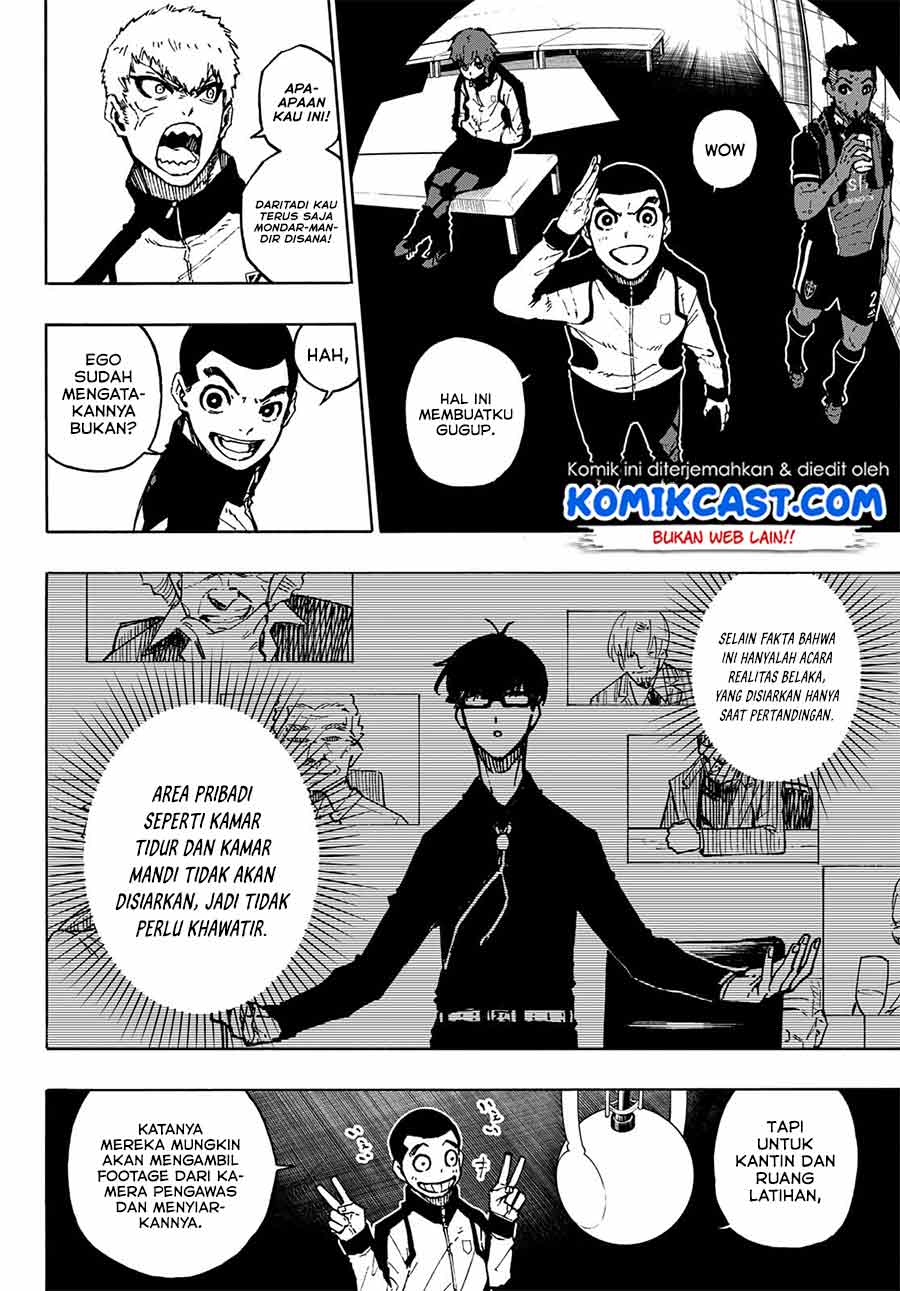 WOW
HAL INI
MEMBUATKU
GUGUP.
2
Komik ini diterjemahkan & diedit oleh
KOMIKCAST.COM
BUKAN WEB LAIN!!
APA-
APAAN
KAU INI!
DARITADI KAU
TERUS SAJA
MONDAR-MAN-
DIR DISANA!
HAH,
EGO
SUDAH
MENGATA-
KANNYA
BUKAN?
SELAIN FAKTA BAHWA
INI HANYALAH ACARA
REALITAS BELAKA,
YANG DISIARKAN HANYA
SAAT PERTANDINGAN.
AREA PRIBADI
SEPERTI KAMAR
TIDUR DAN KAMAR
MANDI TIDAK AKAN
DISIARKAN, JADI TIDAK
PERLU KHAWATIR.
TAPI
UNTUK
KANTIN DAN
RUANG
LATIHAN,
KATANYA
MEREKA MUNGKIN
AKAN MENGAMBIL
FOOTAGE DARI KA-
MERA PENGAWAS
DAN MENYIAR-
KANNYA.